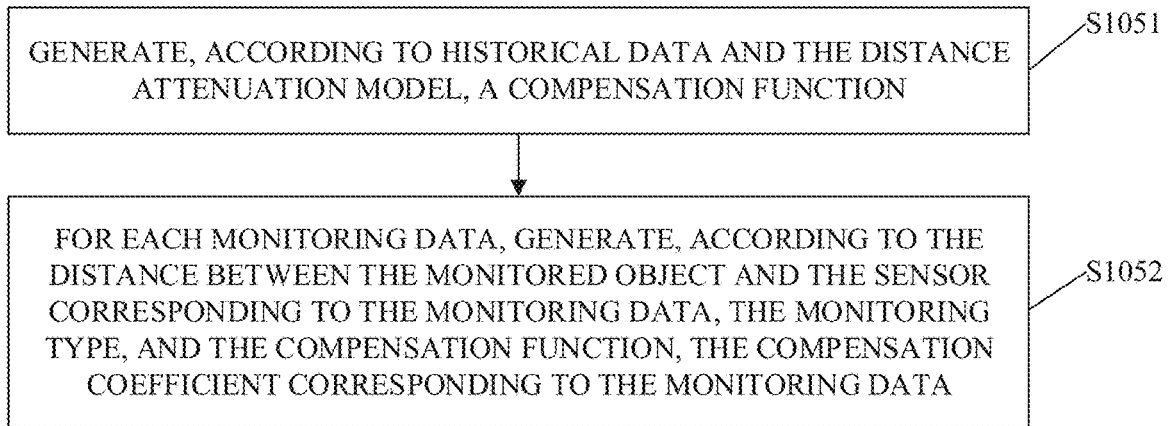 GENERATE, ACCORDING TO HISTORICAL DATA AND THE DISTANCE
ATTENUATION MODEL, A COMPENSATION FUNCTION
S1051
FOR EACH MONITORING DATA, GENERATE, ACCORDING TO THE
DISTANCE BETWEEN THE MONITORED OBJECT AND THE SENSOR
CORRESPONDING TO THE MONITORING DATA, THE MONITORING
TYPE, AND THE COMPENSATION FUNCTION, THE COMPENSATION
COEFFICIENT CORRESPONDING TO THE MONITORING DATA
S1052